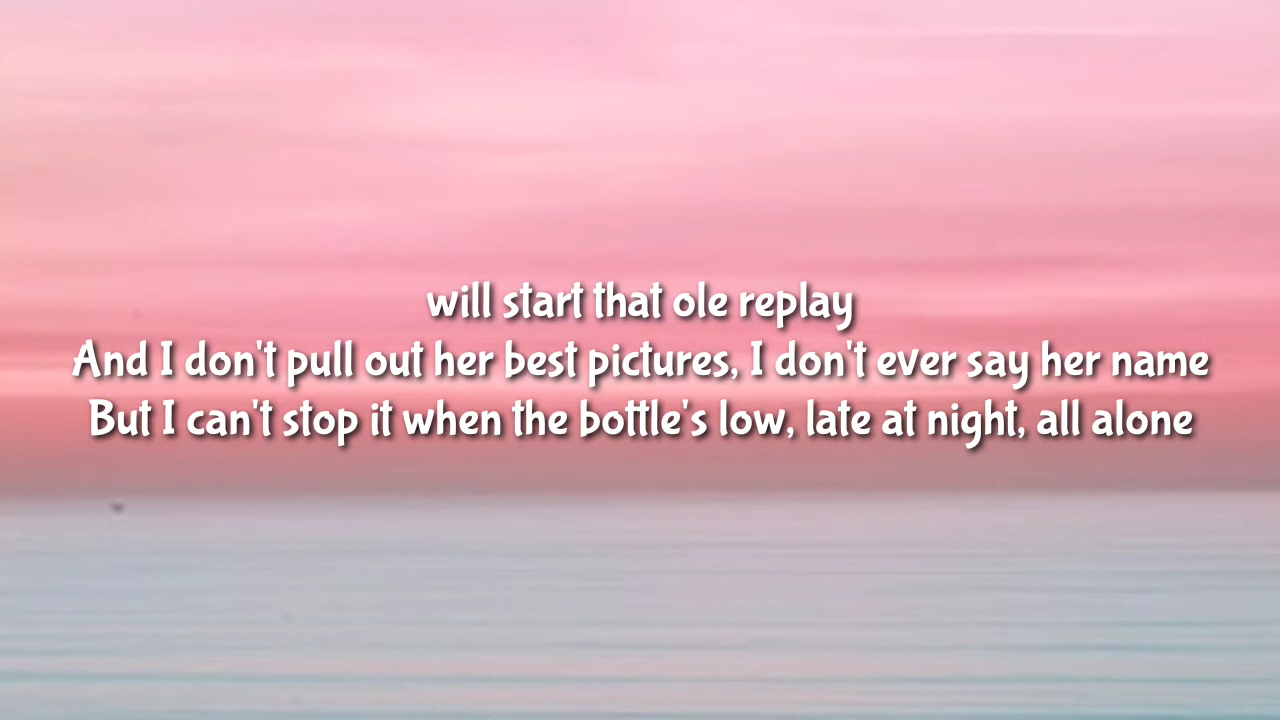 will start that ole replay
And I don't pull out her best pictures, I don't ever say her name
But I can't stop it when the bottle's low, late at night, all alone